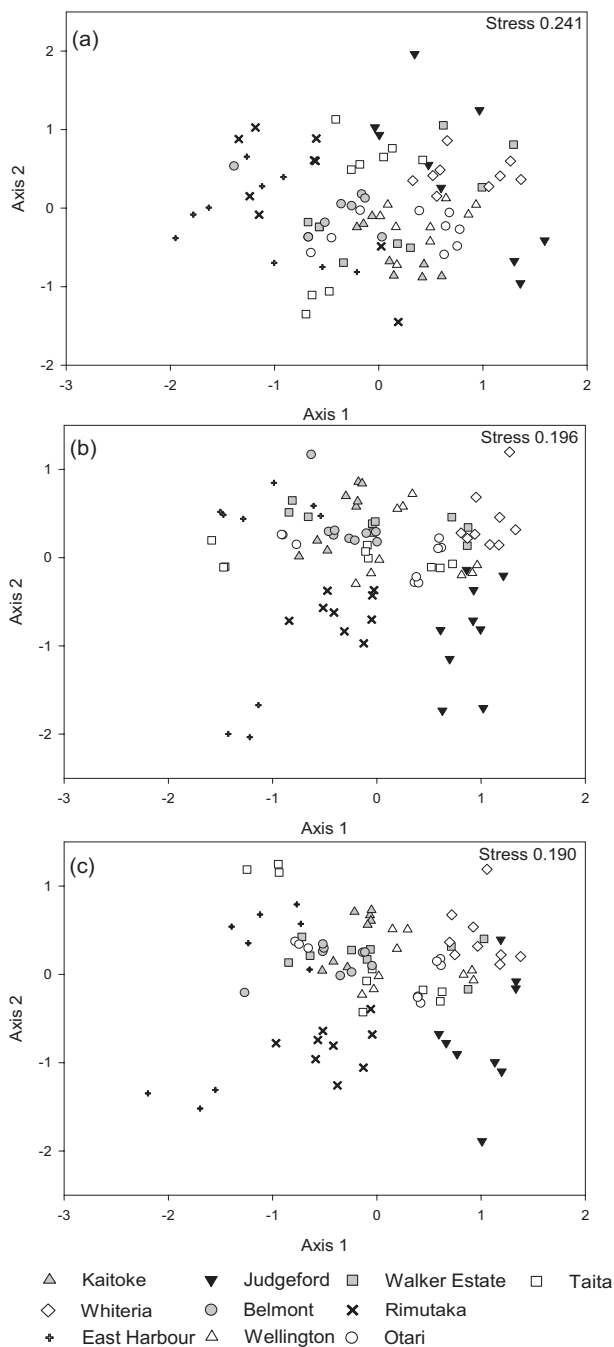 (a)
Stress 0.241
2
1
0
-1
-2
Axis 2
-3 -2 -1 0 1 2
Axis 1
(b)
Stress 0.196
1
0
-1
-2
Axis 2
-3 -2 -1 0 1 2
Axis 1
(c)
Stress 0.190
1
0
-1
-2
Axis 2
-3 -2 -1 0 1 2
Axis 1
Kaitoke Judgeford Walker Estate Taita
Whiteria Belmont Rimutaka
East Harbour Wellington Otari